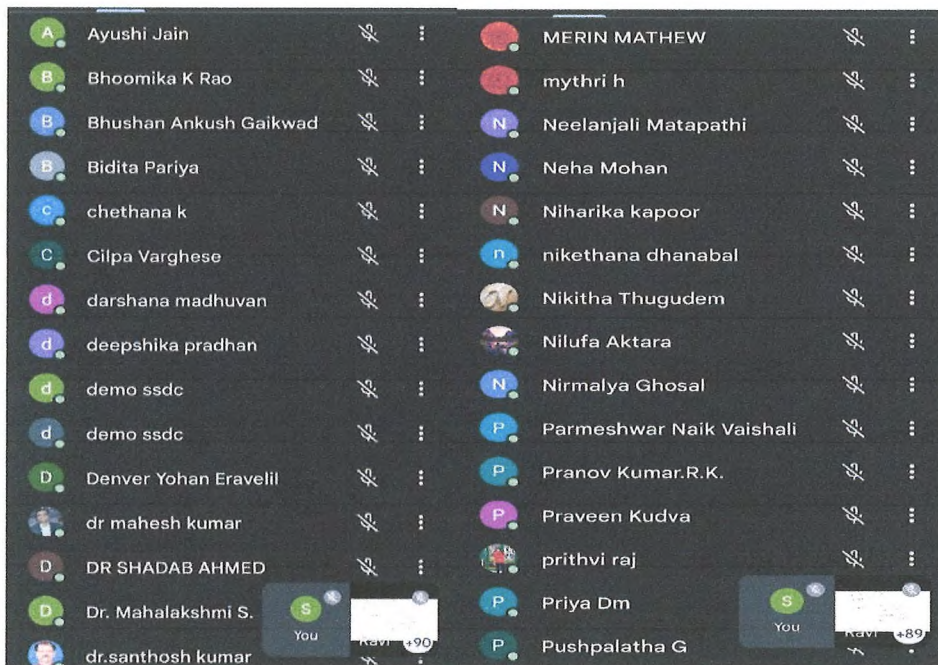 A Ayushi Jain
B Bhoomika K Rao
B Bhushan Ankush Gaikwad
B Bidita Pariya
c chethana k
C Cilpa Varghese
d darshana madhuvan
d deepshika pradhan
d demo ssdc
d demo ssdc
D Denver Yohan Eravelil
dr mahesh kumar
D DR SHADAB AHMED
D Dr. Mahalakshmi S.
dr.santhosh kumar
S
You
Ravi +90
MERIN MATHEW
mythri h
N Neelanjali Matapathi
N Neha Mohan
N Niharika kapoor
n nikethana dhanabal
Nikitha Thugudem
Nilufa Aktara
N Nirmalya Ghosal
P Parmeshwar Naik Vaishali
P Pranov Kumar.R.K.
P Praveen Kudva
prithvi raj
P Priya Dm
P Pushpalatha G
S
You
Ravi +89